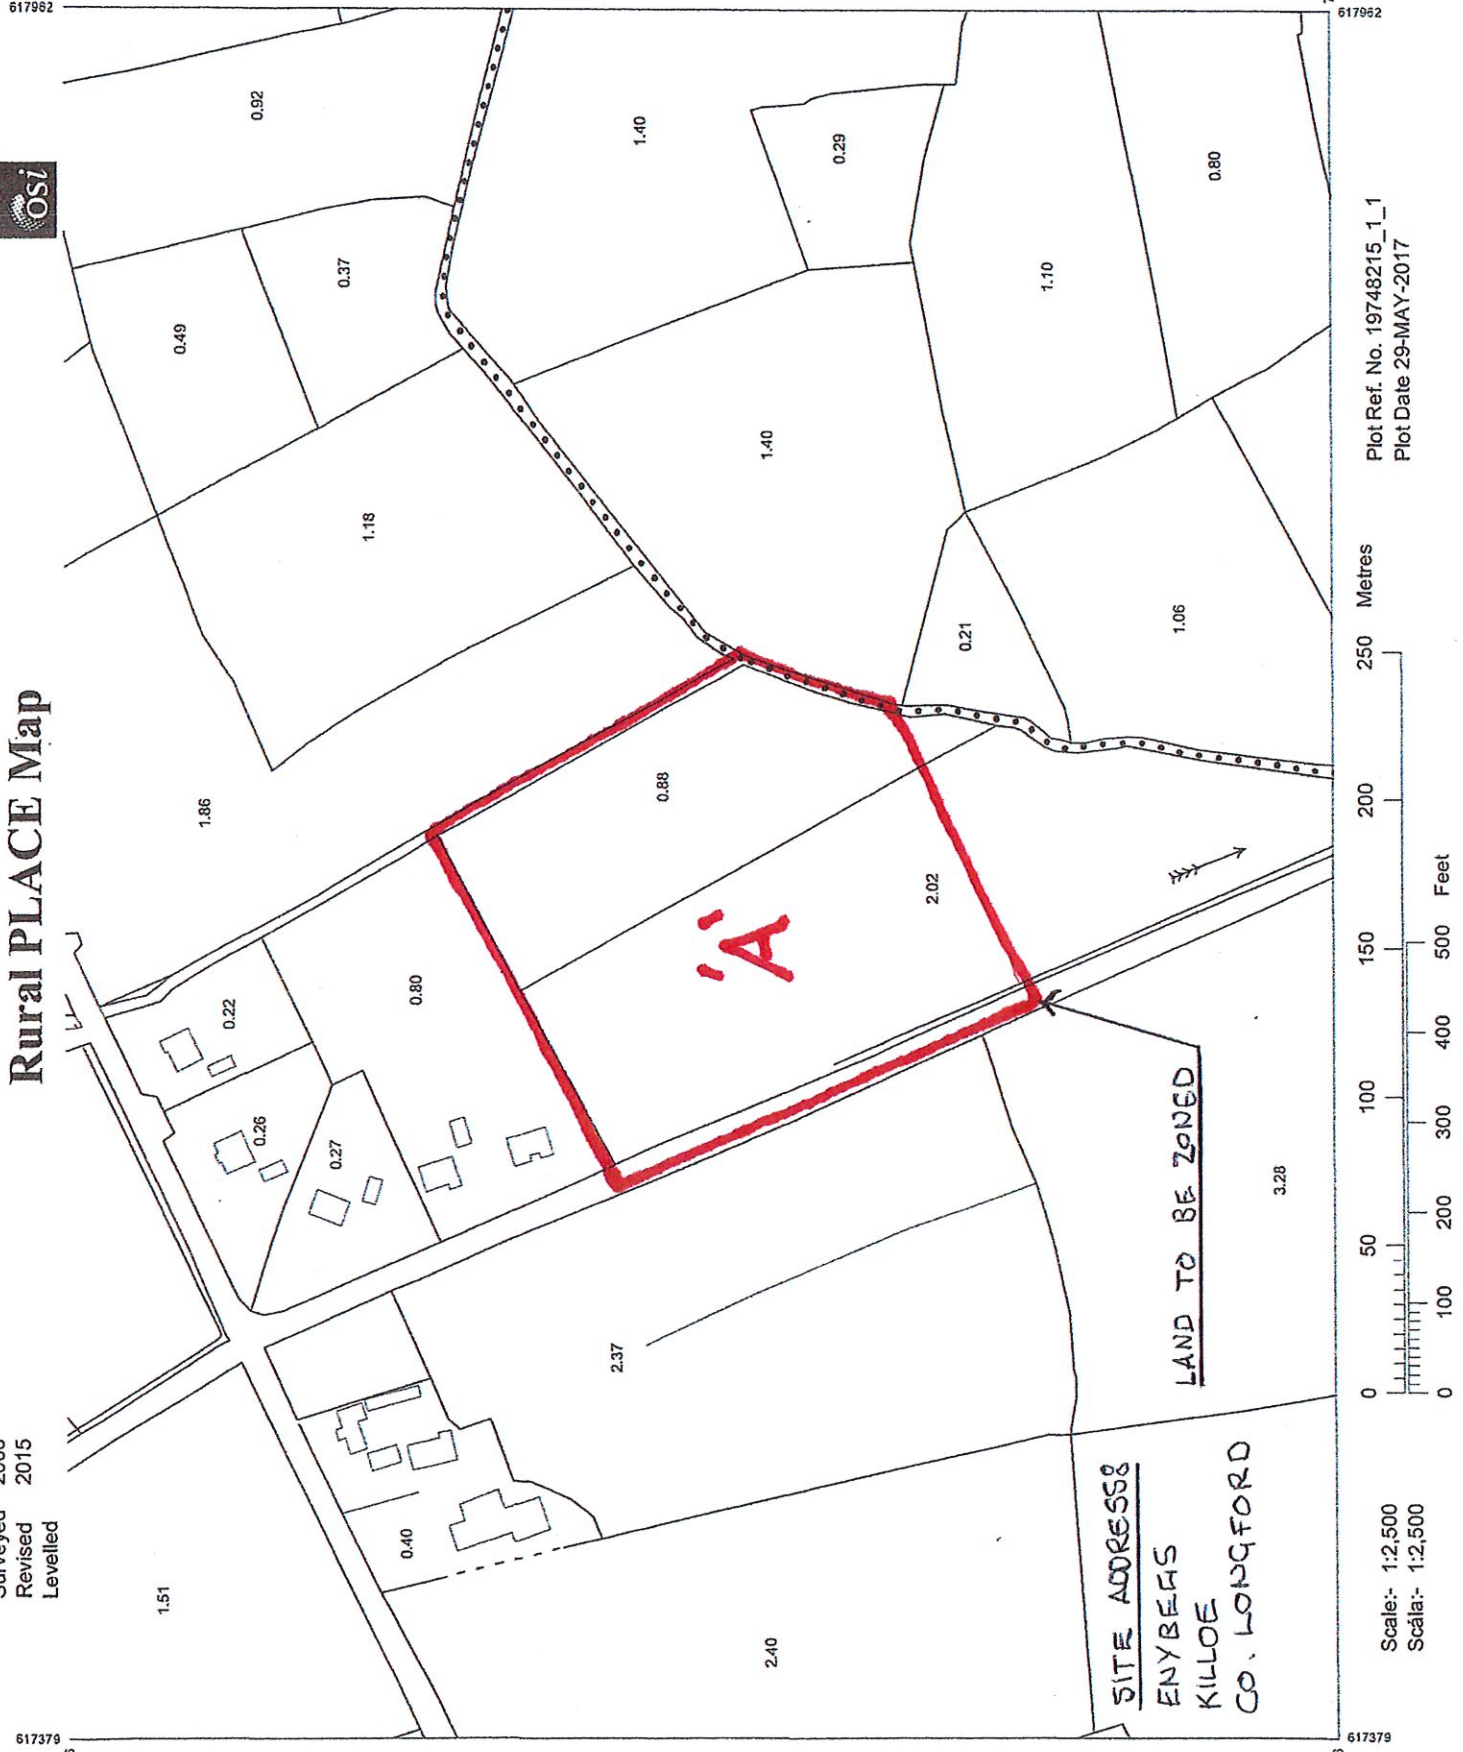 617962
617962
osi
Rural PLACE Map
Revised 2015
Levelled
0.92
1.40
0.29
0.80
0.49
0.37
1.10
1.18
1.40
1.86
0.88
0.21
1.06
0.22
0.80
"A"
2.02
0.26
0.27
2.37
3.28
LAND TO BE ZONED
0.40
1.51
2.40
SITE ADDRESS:
ENYBEGS
KILLOE
CO. LONGFORD
Plot Ref. No. 19748215_1_1
Plot Date 29-MAY-2017
0 50 100 150 200 250 Metres
0 100 200 300 400 500 Feet
Scale:- 1:2,500
Scála:- 1:2,500
617379
617379